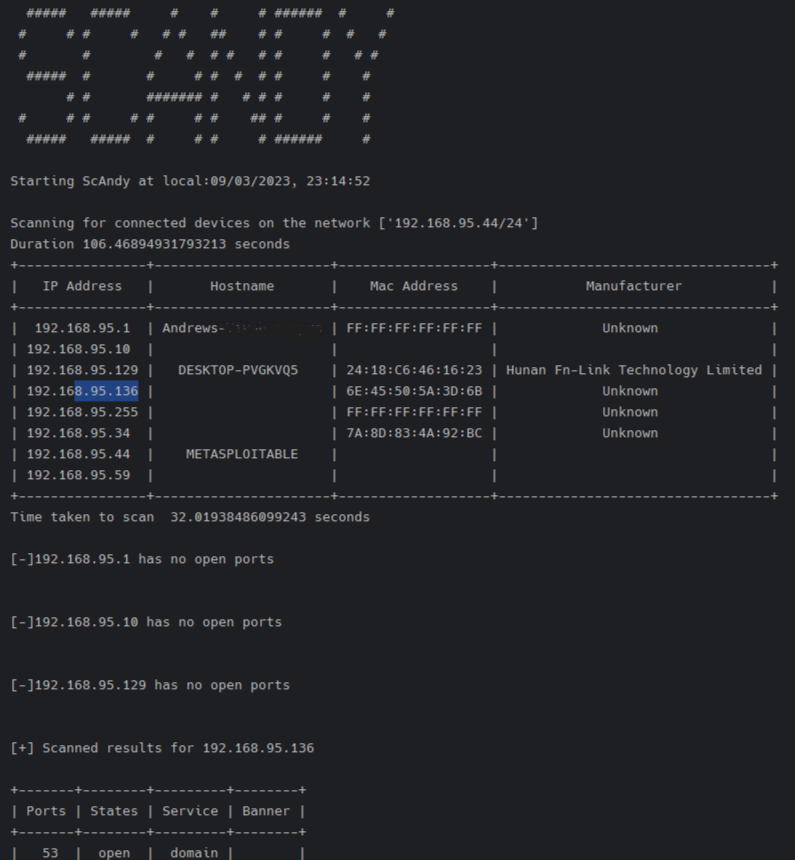 Starting ScAndy at local:09/03/2023, 23:14:52
Scanning for connected devices on the network ['192.168.95.44/24']
Duration 106.46894931793213 seconds
+----------------+----------------------+-------------------+----------------------------------+
| IP Address | Hostname | Mac Address | Manufacturer |
+----------------+----------------------+-------------------+----------------------------------+
| 192.168.95.1 | Andrews- | FF:FF:FF:FF:FF:FF | Unknown |
| 192.168.95.10 | | | |
| 192.168.95.129 | DESKTOP-PVGKVQ5 | 24:18:C6:46:16:23 | Hunan Fn-Link Technology Limited |
| 192.168.95.136 | | 6E:45:50:5A:3D:6B | Unknown |
| 192.168.95.255 | | FF:FF:FF:FF:FF:FF | Unknown |
| 192.168.95.34 | | 7A:8D:83:4A:92:BC | Unknown |
| 192.168.95.44 | METASPLOITABLE | | |
| 192.168.95.59 | | | |
+----------------+----------------------+-------------------+----------------------------------+
Time taken to scan 32.01938486099243 seconds
[-]192.168.95.1 has no open ports
[-]192.168.95.10 has no open ports
[-]192.168.95.129 has no open ports
[+] Scanned results for 192.168.95.136
+-------+--------+---------+--------+
| Ports | States | Service | Banner |
+-------+--------+---------+--------+
| 53 | open | domain | |